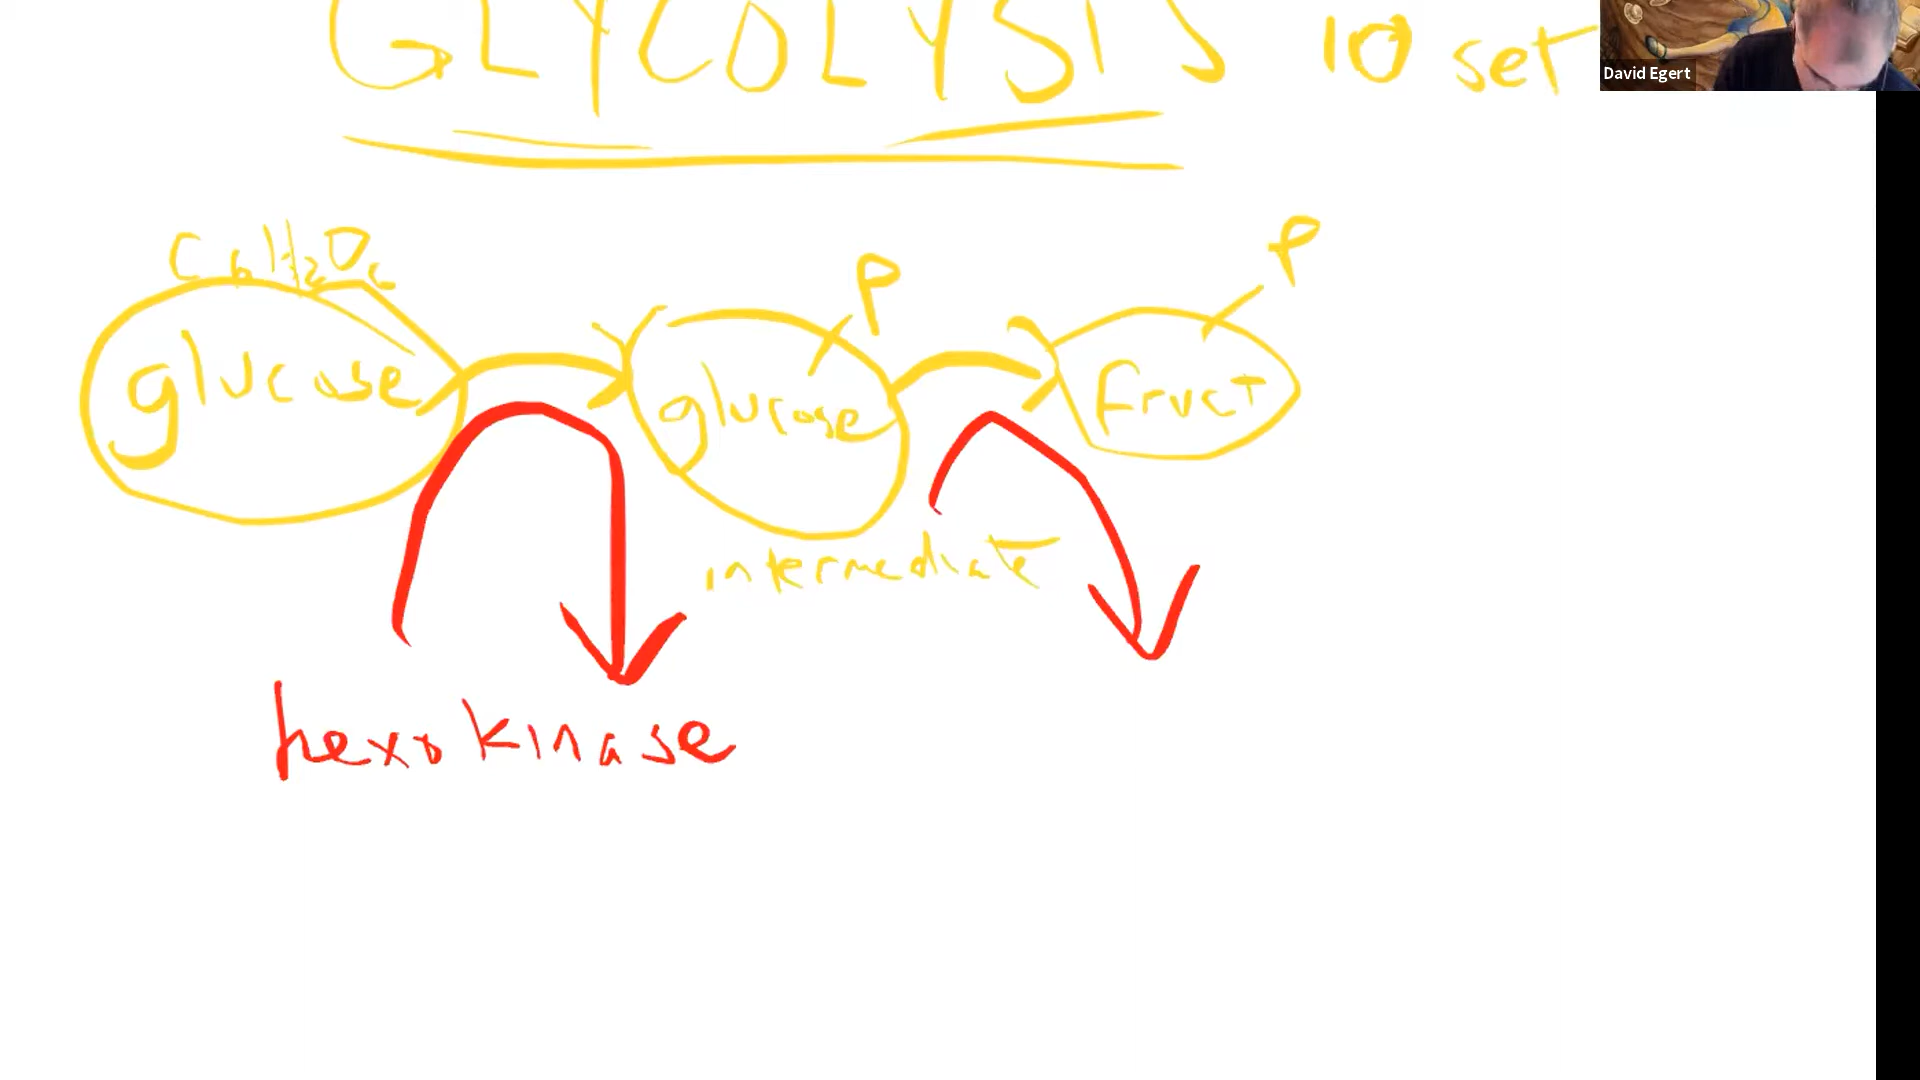 GLYCOLYSIS 10 set
David Egert
C6H12O6
P
P
glucose
glucose
fruct
intermediate
hexokinase